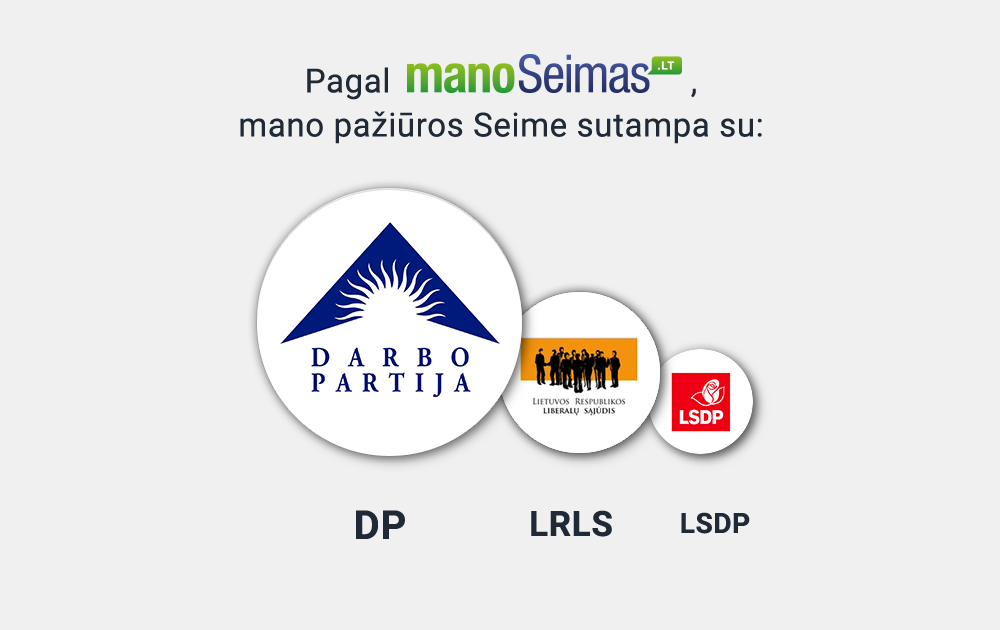 Pagal manoSeimas.LT,
mano pažiūros Seime sutampa su:
DARBO
PARTIJA
LIETUVOS RESPUBLIKOS
LIBERALŲ SĄJŪDIS
LSDP
DP
LRLS
LSDP